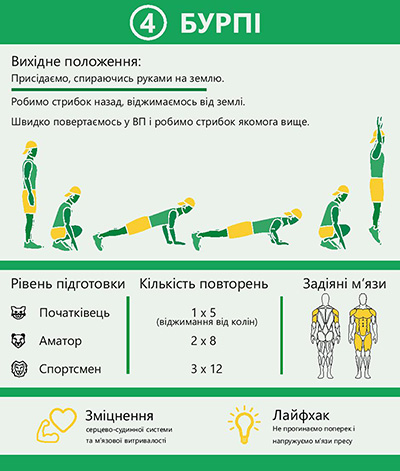 4 БУРПІ
Вихідне положення:
Присідаємо, спираючись руками на землю.
Робимо стрибок назад, віджимаємось від землі.
Швидко повертаємось у ВП і робимо стрибок якомога вище.
Рівень підготовки
Кількість повторень
Задіяні м’язи
Початківець
1 x 5
(віджимання від колін)
Аматор
2 x 8
Спортсмен
3 x 12
Зміцнення
серцево-судинної системи
та м’язової витривалості
Лайфхак
Не прогинаємо поперек і
напружуємо м’язи пресу